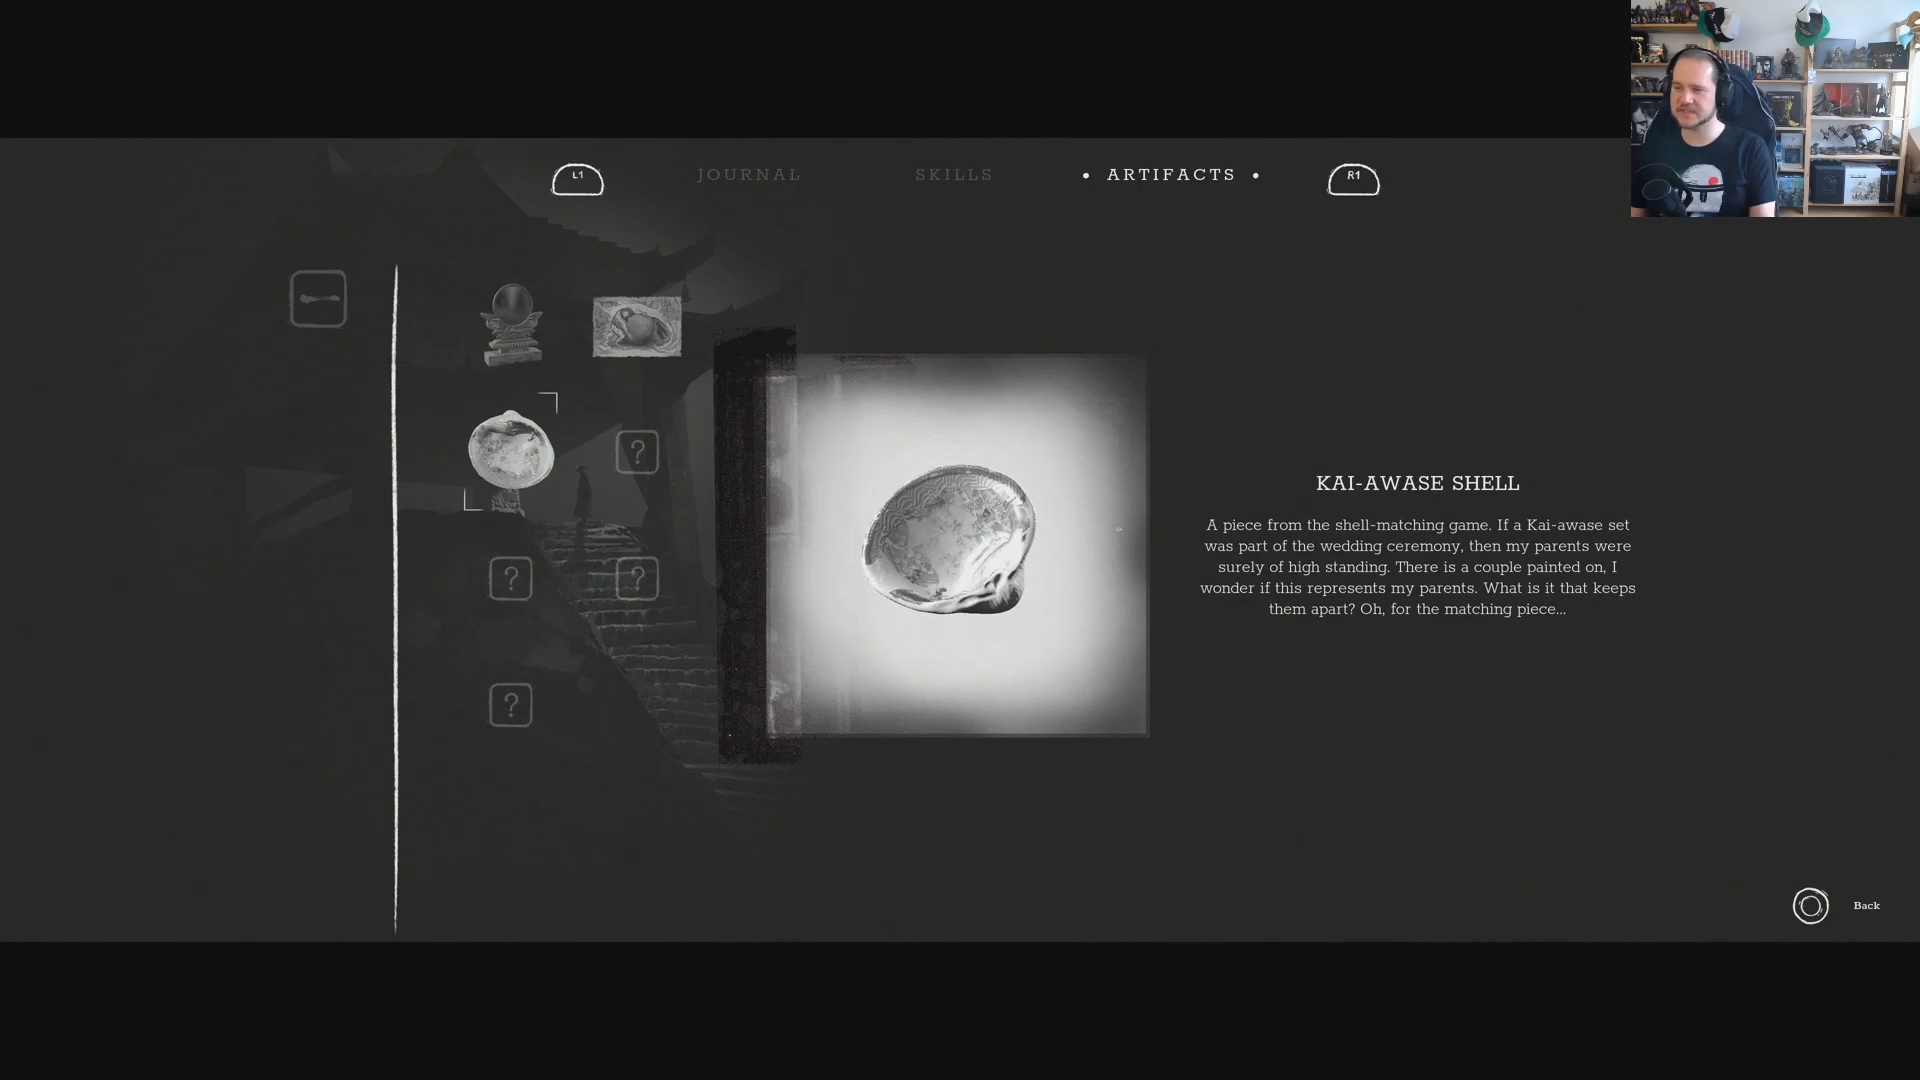 L1
JOURNAL
SKILLS
• ARTIFACTS •
R1
?
?
?
?
KAI-AWASE SHELL
A piece from the shell-matching game. If a Kai-awase set
was part of the wedding ceremony, then my parents were
surely of high standing. There is a couple painted on, I
wonder if this represents my parents. What is it that keeps
them apart? Oh, for the matching piece...
Back